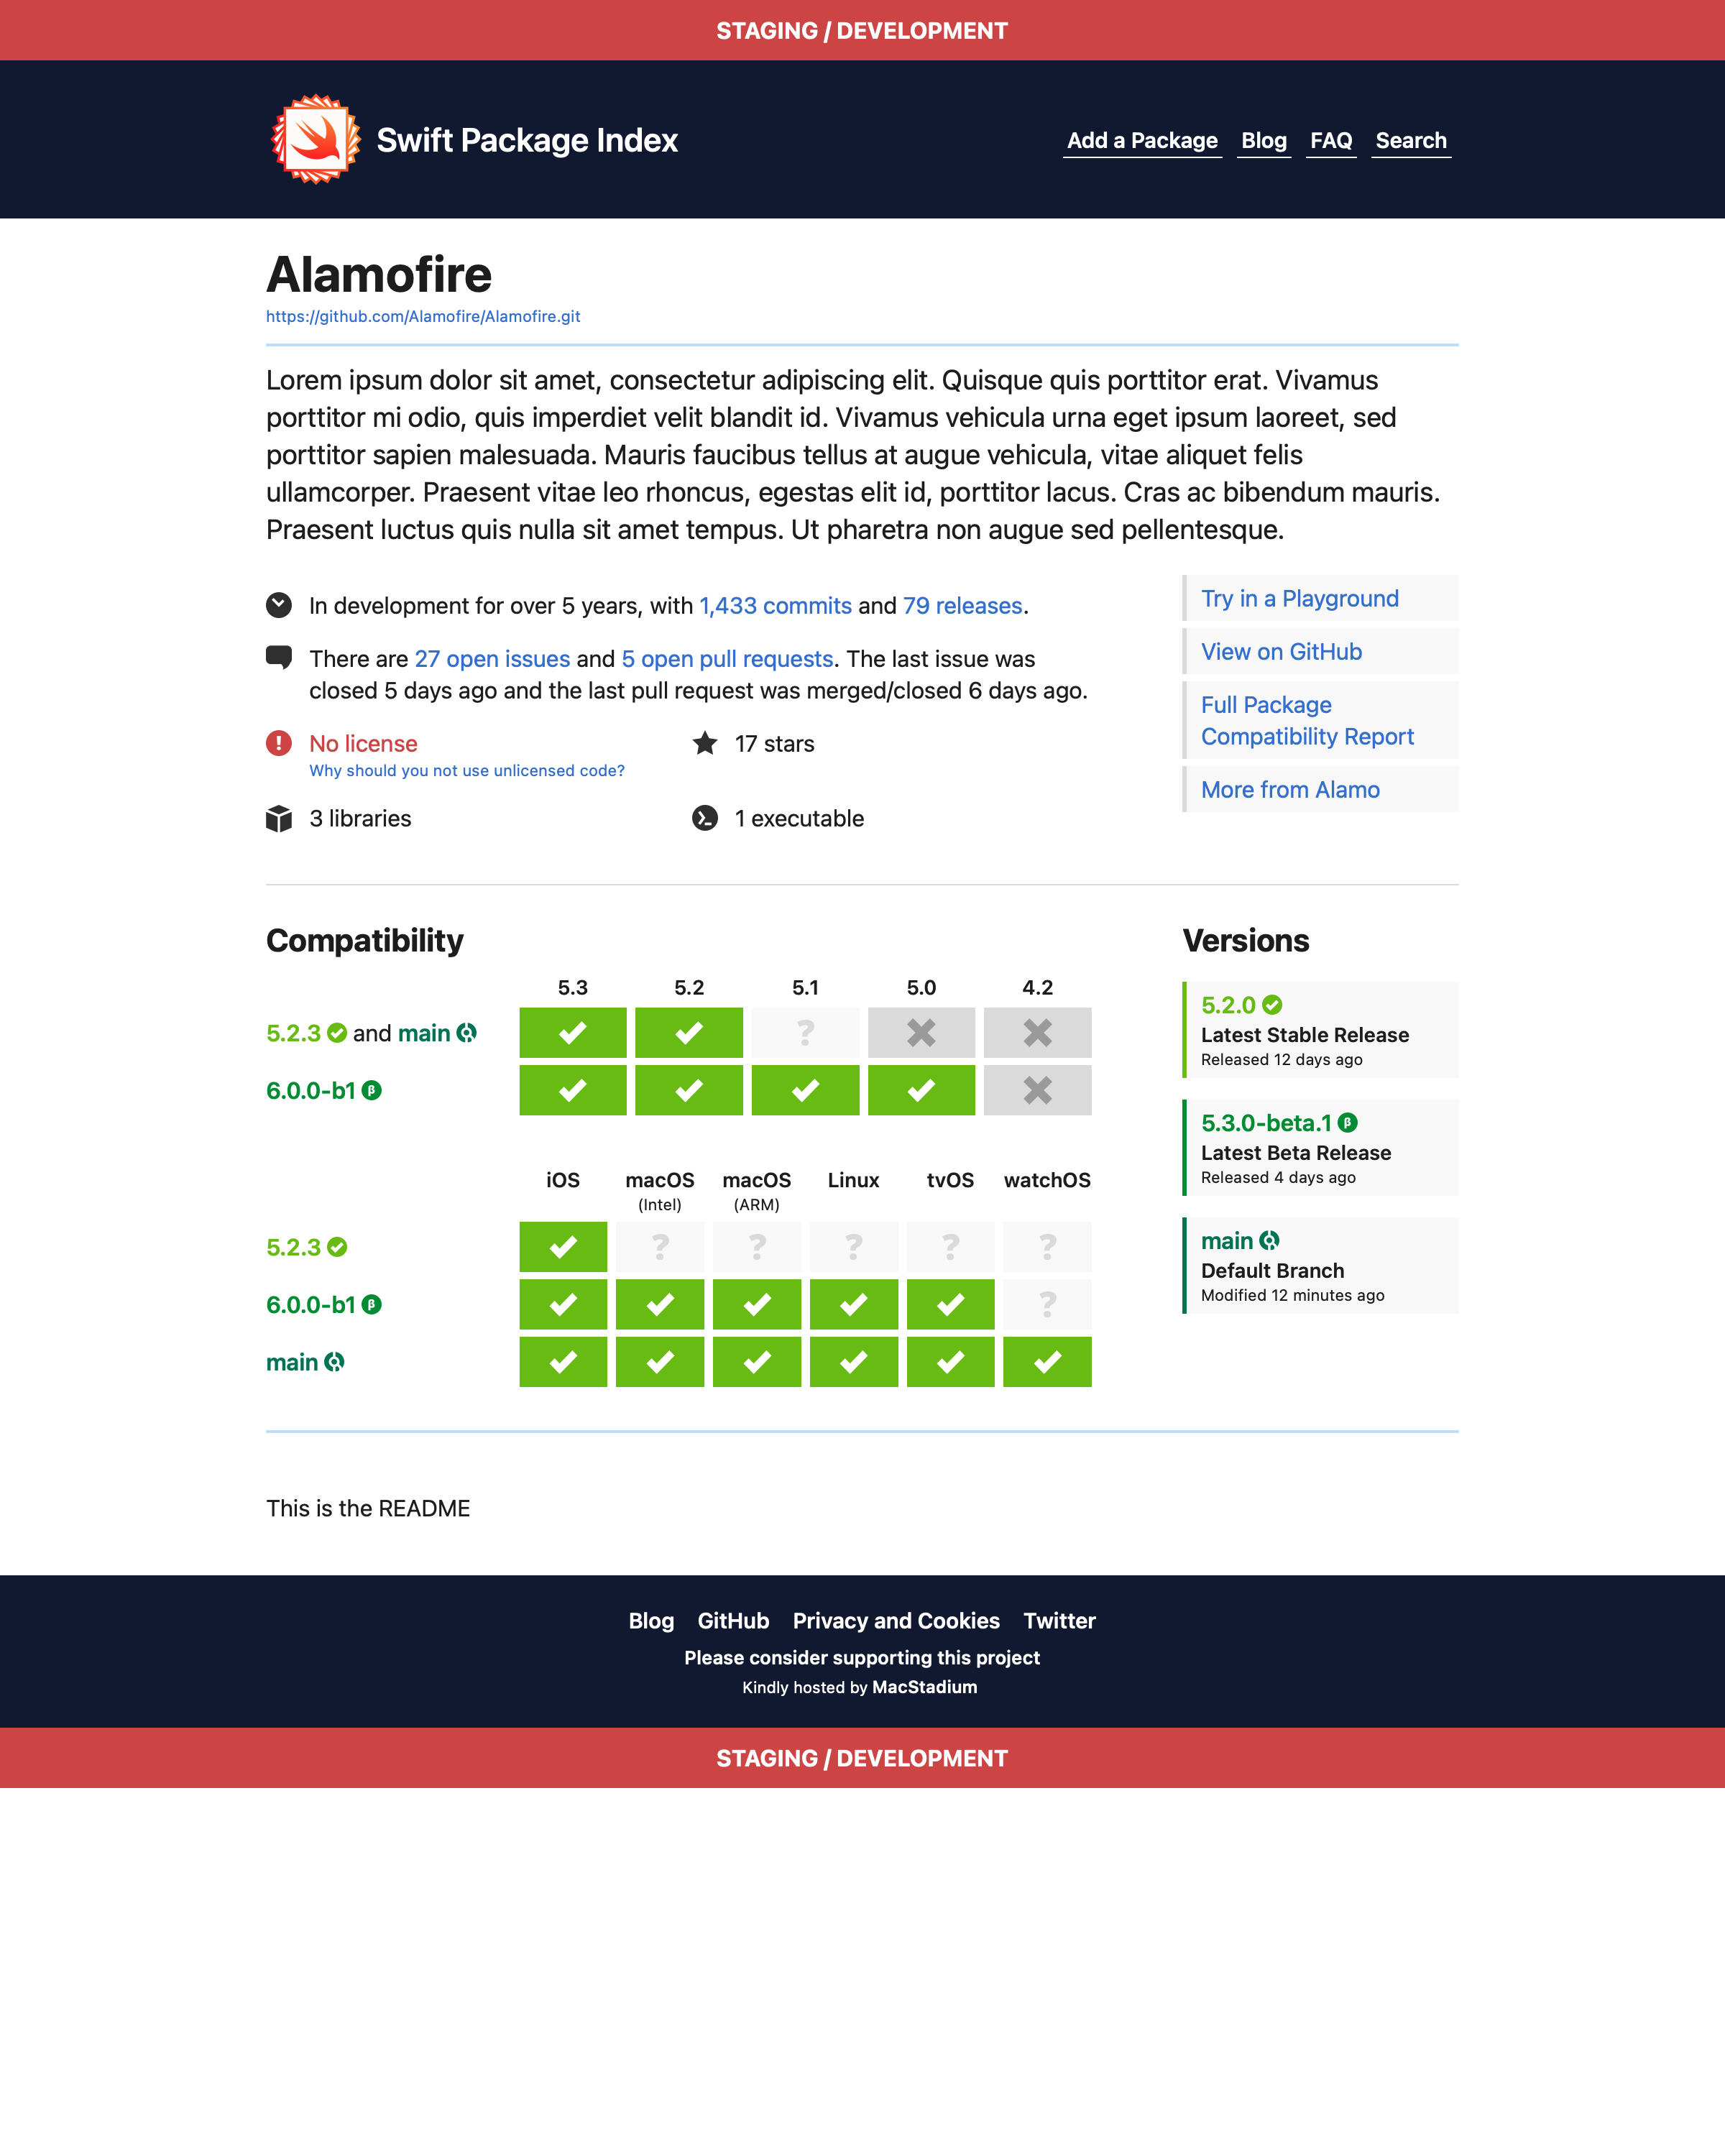 STAGING / DEVELOPMENT
Swift Package Index
Add a Package Blog FAQ Search
Alamofire
https://github.com/Alamofire/Alamofire.git
Lorem ipsum dolor sit amet, consectetur adipiscing elit. Quisque quis porttitor erat. Vivamus
porttitor mi odio, quis imperdiet velit blandit id. Vivamus vehicula urna eget ipsum laoreet, sed
porttitor sapien malesuada. Mauris faucibus tellus at augue vehicula, vitae aliquet felis
ullamcorper. Praesent vitae leo rhoncus, egestas elit id, porttitor lacus. Cras ac bibendum mauris.
Praesent luctus quis nulla sit amet tempus. Ut pharetra non augue sed pellentesque.
In development for over 5 years, with 1,433 commits and 79 releases.
There are 27 open issues and 5 open pull requests. The last issue was
closed 5 days ago and the last pull request was merged/closed 6 days ago.
No license
Why should you not use unlicensed code?
17 stars
3 libraries
1 executable
Try in a Playground
View on GitHub
Full Package
Compatibility Report
More from Alamo
Compatibility
5.3 5.2 5.1 5.0 4.2
5.2.3 and main ?
6.0.0-b1 β
iOS macOS macOS Linux tvOS watchOS
(Intel) (ARM)
5.2.3 ? ? ? ? ?
6.0.0-b1 β ?
main
Versions
5.2.0
Latest Stable Release
Released 12 days ago
5.3.0-beta.1 β
Latest Beta Release
Released 4 days ago
main
Default Branch
Modified 12 minutes ago
This is the README
Blog GitHub Privacy and Cookies Twitter
Please consider supporting this project
Kindly hosted by MacStadium
STAGING / DEVELOPMENT